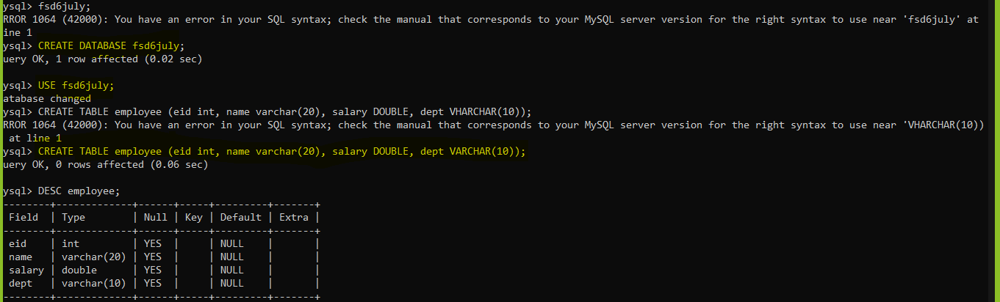 ysql> fsd6july;
RROR 1064 (42000): You have an error in your SQL syntax; check the manual that corresponds to your MySQL server version for the right syntax to use near 'fsd6july' at
ine 1
ysql> CREATE DATABASE fsd6july;
uery OK, 1 row affected (0.02 sec)

ysql> USE fsd6july;
atabase changed
ysql> CREATE TABLE employee (eid int, name varchar(20), salary DOUBLE, dept VHARCHAR(10));
RROR 1064 (42000): You have an error in your SQL syntax; check the manual that corresponds to your MySQL server version for the right syntax to use near 'VHARCHAR(10))
 at line 1
ysql> CREATE TABLE employee (eid int, name varchar(20), salary DOUBLE, dept VARCHAR(10));
uery OK, 0 rows affected (0.06 sec)

ysql> DESC employee;
--------+-------------+------+-----+---------+-------+
 Field  | Type        | Null | Key | Default | Extra |
--------+-------------+------+-----+---------+-------+
 eid    | int         | YES  |     | NULL    |       |
 name   | varchar(20) | YES  |     | NULL    |       |
 salary | double      | YES  |     | NULL    |       |
 dept   | varchar(10) | YES  |     | NULL    |       |
--------+-------------+------+-----+---------+-------+